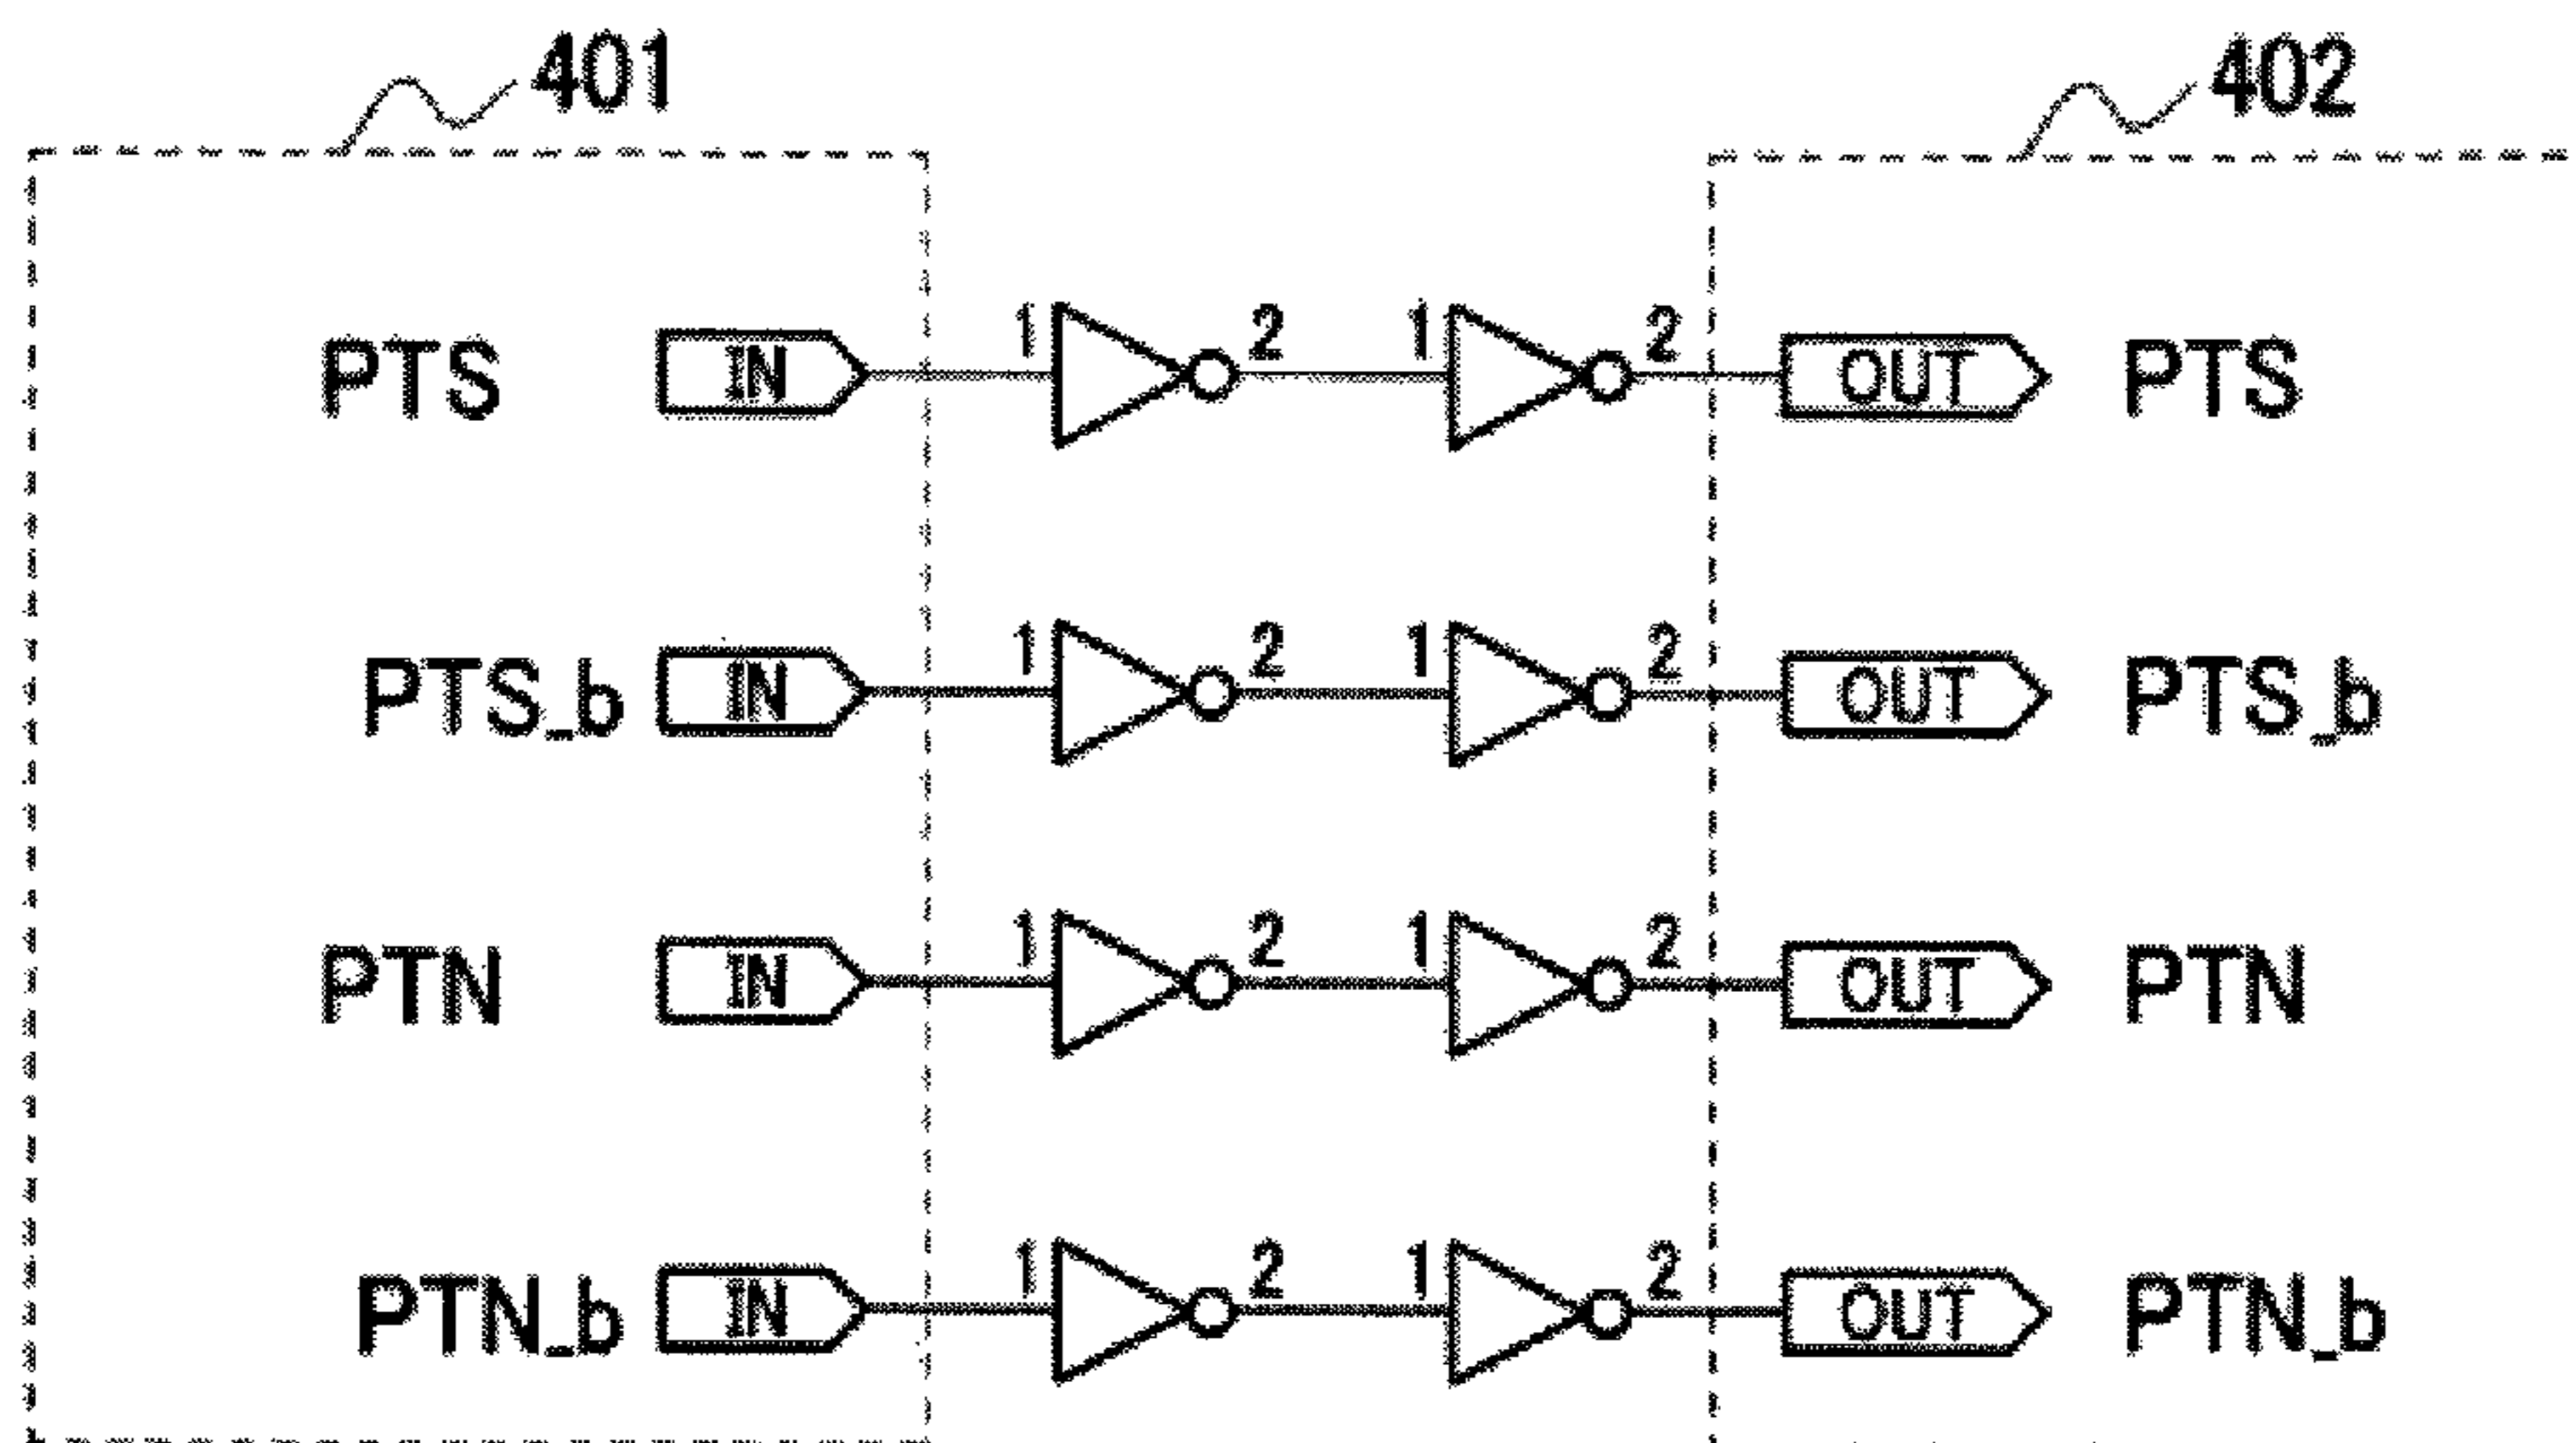 401 402
PTS IN 1 2 1 2 OUT PTS
PTS_b IN 1 2 1 2 OUT PTS_b
PTN IN 1 2 1 2 OUT PTN
PTN_b IN 1 2 1 2 OUT PTN_b